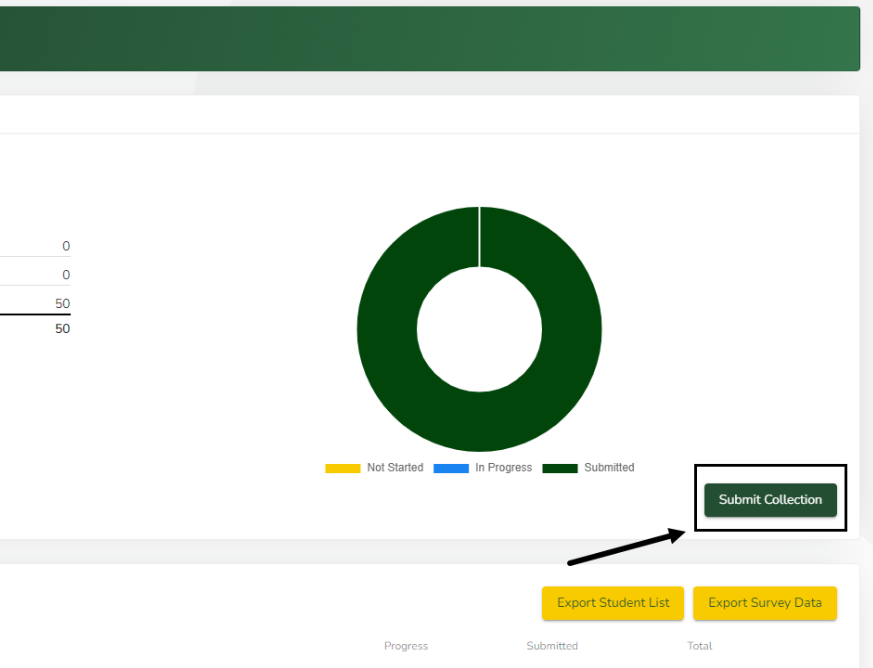 0
0
50
50
Not Started In Progress Submitted
Submit Collection
Export Student List Export Survey Data
Progress Submitted Total